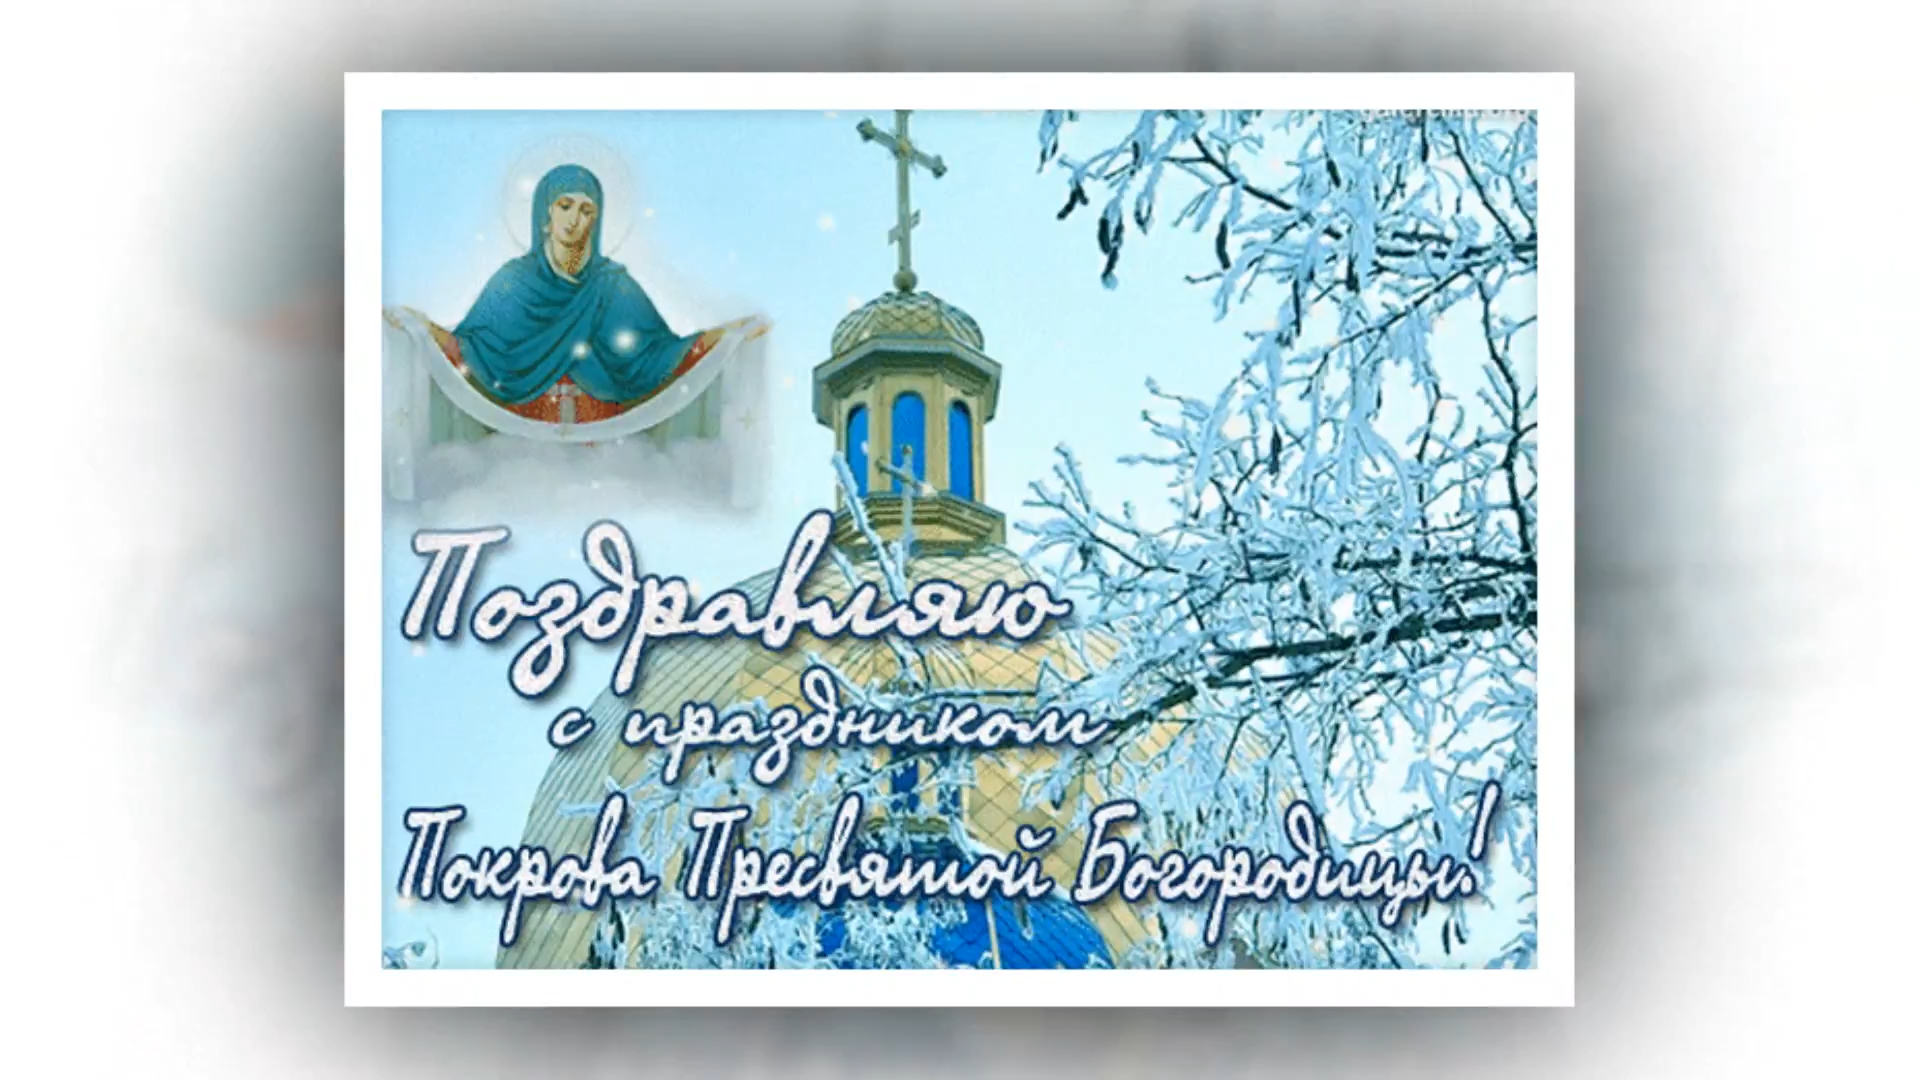 Поздравляю
с праздником
Покрова Пресвятой Богородицы!